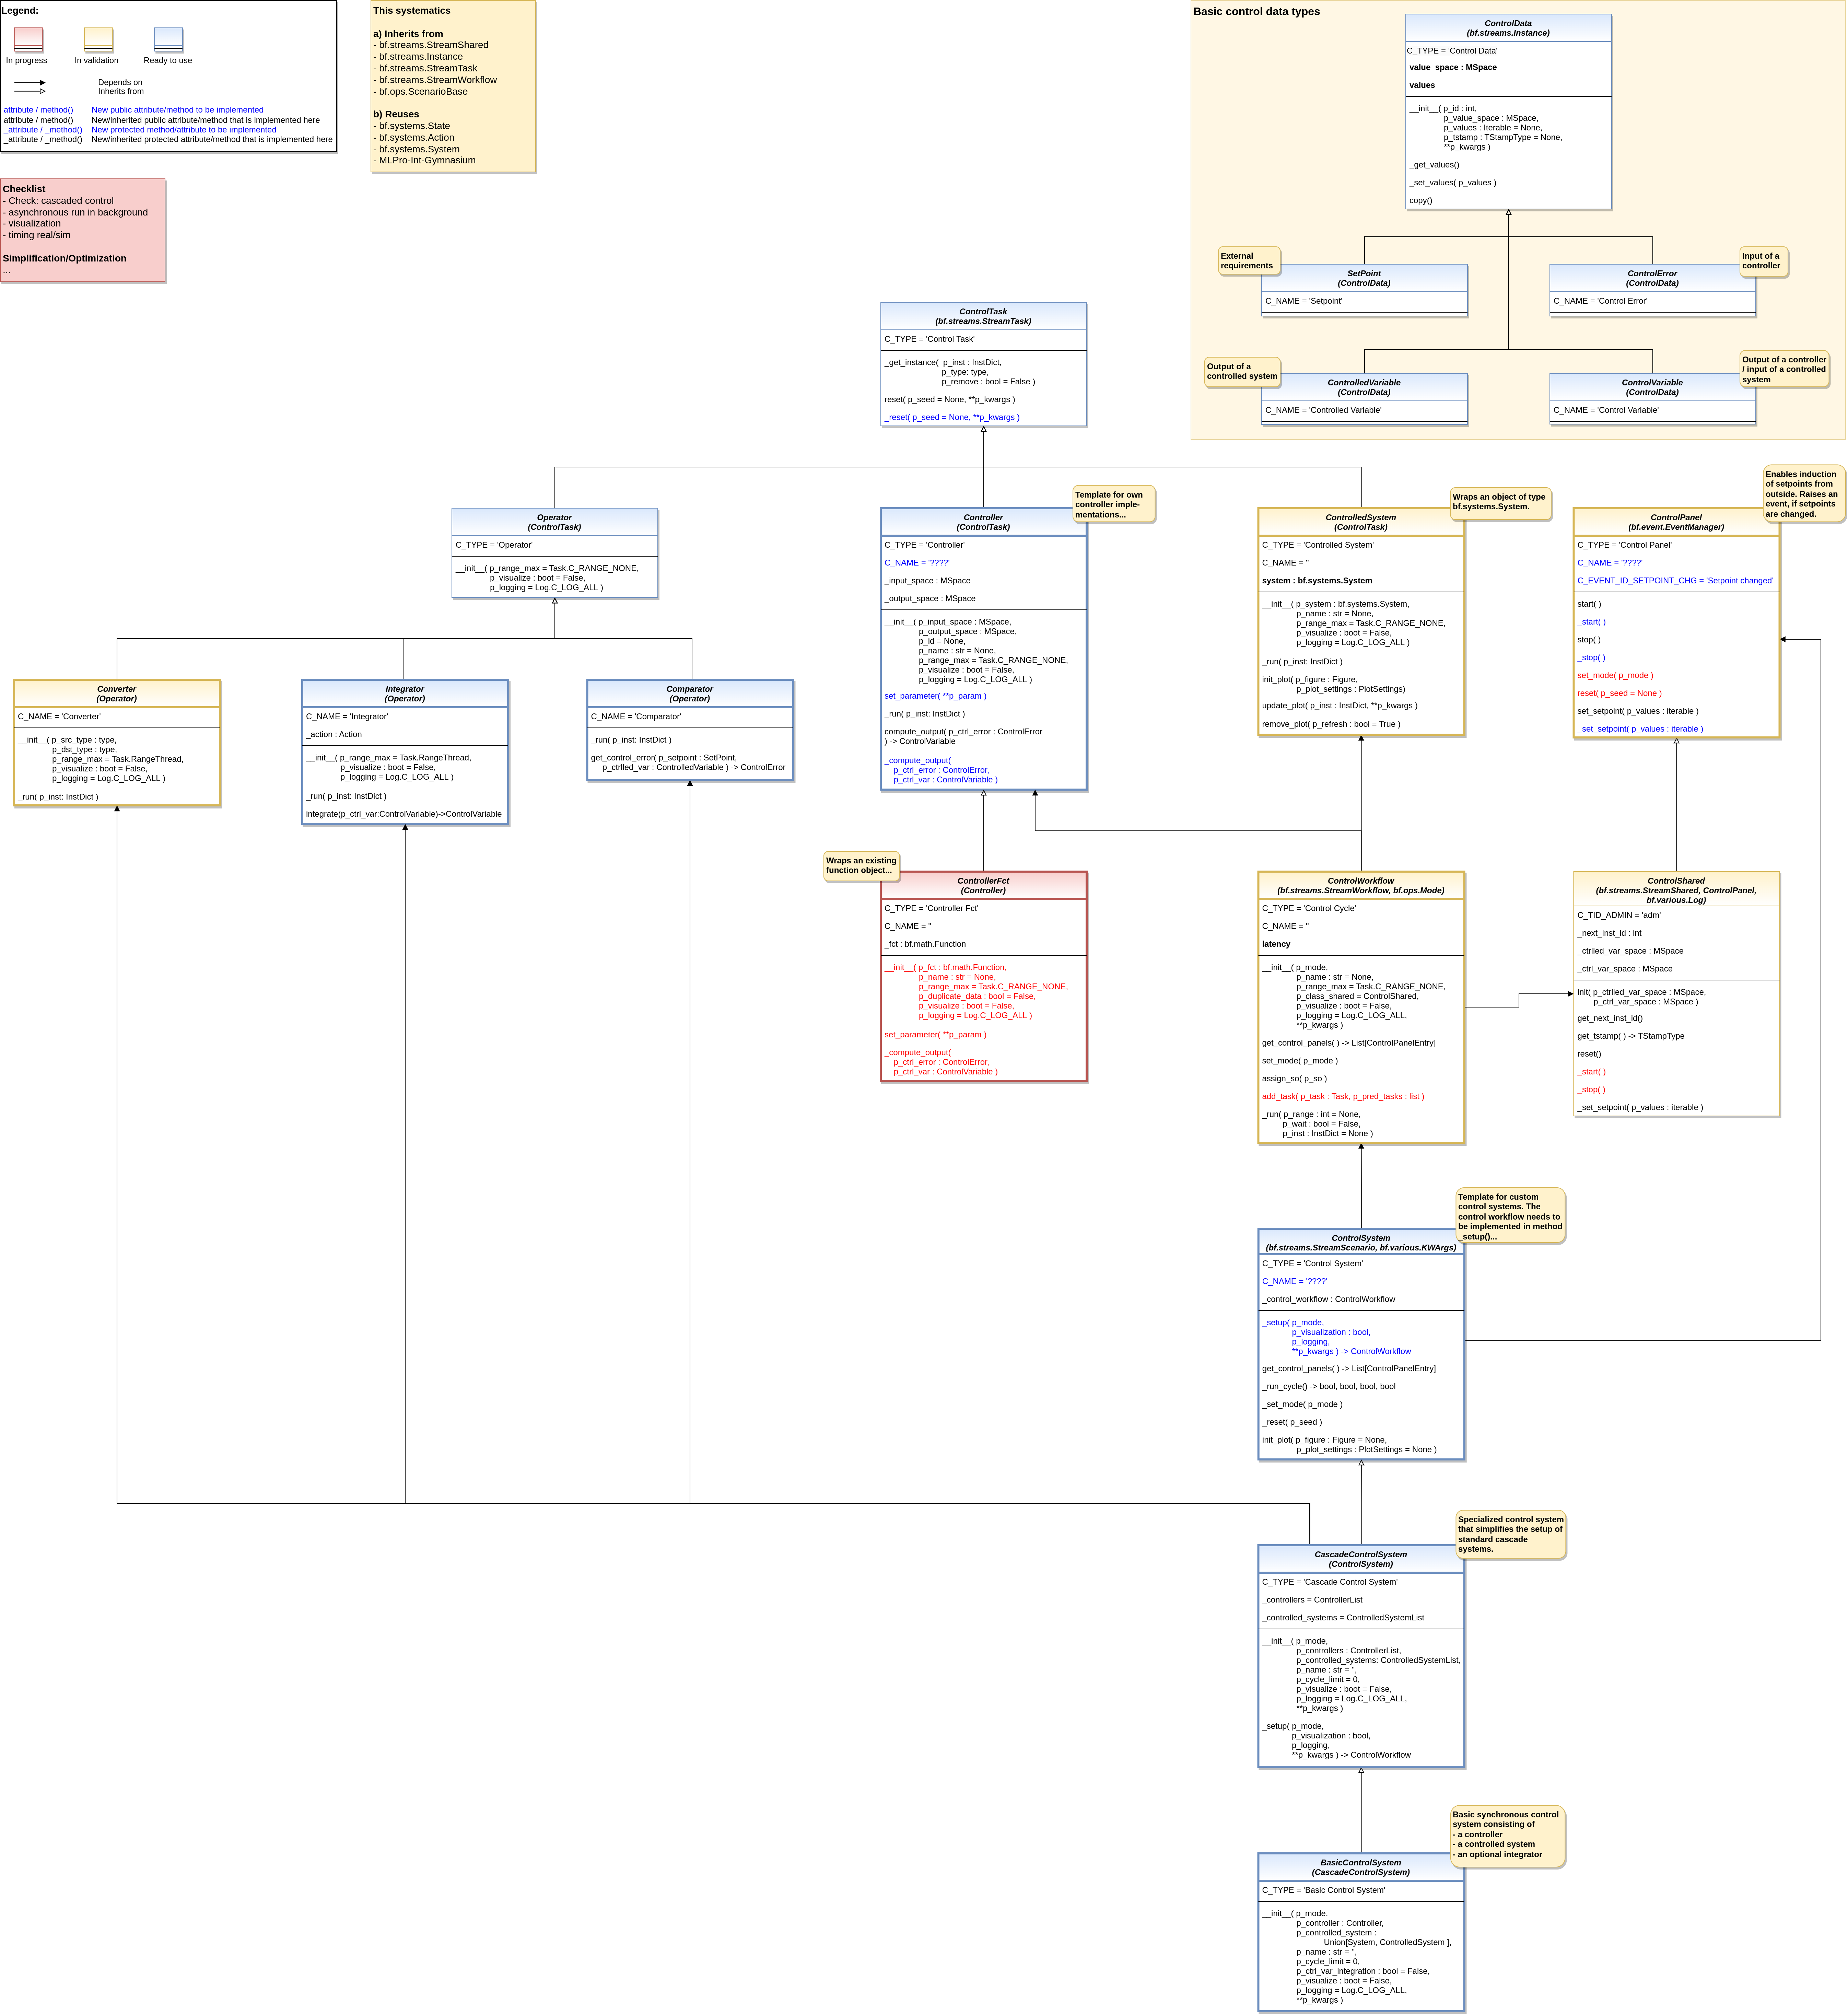 Legend:
In progress
In validation
Ready to use
Depends on
Inherits from
attribute / method() New public attribute/method to be implemented
attribute / method() New/inherited public attribute/method that is implemented here
_attribute / _method() New protected method/attribute to be implemented
_attribute / _method() New/inherited protected attribute/method that is implemented here
This systematics
a) Inherits from
- bf.streams.StreamShared
- bf.streams.Instance
- bf.streams.StreamTask
- bf.streams.StreamWorkflow
- bf.ops.ScenarioBase
b) Reuses
- bf.systems.State
- bf.systems.Action
- bf.systems.System
- MLPro-Int-Gymnasium
Checklist
- Check: cascaded control
- asynchronous run in background
- visualization
- timing real/sim
Simplification/Optimization
...
Basic control data types
ControlData
(bf.streams.Instance)
C_TYPE = 'Control Data'
value_space : MSpace
values
__init__( p_id : int,
p_value_space : MSpace,
p_values : Iterable = None,
p_tstamp : TStampType = None,
**p_kwargs )
_get_values()
_set_values( p_values )
copy()
External
requirements
SetPoint
(ControlData)
C_NAME = 'Setpoint'
Input of a
controller
ControlError
(ControlData)
C_NAME = 'Control Error'
Output of a
controlled system
ControlledVariable
(ControlData)
C_NAME = 'Controlled Variable'
Output of a controller
/ input of a controlled
system
ControlVariable
(ControlData)
C_NAME = 'Control Variable'
ControlTask
(bf.streams.StreamTask)
C_TYPE = 'Control Task'
_get_instance( p_inst : InstDict,
p_type: type,
p_remove : bool = False )
reset( p_seed = None, **p_kwargs )
_reset( p_seed = None, **p_kwargs )
Operator
(ControlTask)
C_TYPE = 'Operator'
__init__( p_range_max = Task.C_RANGE_NONE,
p_visualize : boot = False,
p_logging = Log.C_LOG_ALL )
Template for own
controller imple-
mentations...
Controller
(ControlTask)
C_TYPE = 'Controller'
C_NAME = '????'
_input_space : MSpace
_output_space : MSpace
__init__( p_input_space : MSpace,
p_output_space : MSpace,
p_id = None,
p_name : str = None,
p_range_max = Task.C_RANGE_NONE,
p_visualize : boot = False,
p_logging = Log.C_LOG_ALL )
set_parameter( **p_param )
_run( p_inst: InstDict )
compute_output( p_ctrl_error : ControlError
) -> ControlVariable
_compute_output(
p_ctrl_error : ControlError,
p_ctrl_var : ControlVariable )
Wraps an object of type
bf.systems.System.
ControlledSystem
(ControlTask)
C_TYPE = 'Controlled System'
C_NAME = ''
system : bf.systems.System
__init__( p_system : bf.systems.System,
p_name : str = None,
p_range_max = Task.C_RANGE_NONE,
p_visualize : boot = False,
p_logging = Log.C_LOG_ALL )
_run( p_inst: InstDict )
init_plot( p_figure : Figure,
p_plot_settings : PlotSettings)
update_plot( p_inst : InstDict, **p_kwargs )
remove_plot( p_refresh : bool = True )
Enables induction
of setpoints from
outside. Raises an
event, if setpoints
are changed.
ControlPanel
(bf.event.EventManager)
C_TYPE = 'Control Panel'
C_NAME = '????'
C_EVENT_ID_SETPOINT_CHG = 'Setpoint changed'
start( )
_start( )
stop( )
_stop( )
set_mode( p_mode )
reset( p_seed = None )
set_setpoint( p_values : iterable )
_set_setpoint( p_values : iterable )
Converter
(Operator)
C_NAME = 'Converter'
__init__( p_src_type : type,
p_dst_type : type,
p_range_max = Task.RangeThread,
p_visualize : boot = False,
p_logging = Log.C_LOG_ALL )
_run( p_inst: InstDict )
Integrator
(Operator)
C_NAME = 'Integrator'
_action : Action
__init__( p_range_max = Task.RangeThread,
p_visualize : boot = False,
p_logging = Log.C_LOG_ALL )
_run( p_inst: InstDict )
integrate(p_ctrl_var:ControlVariable)->ControlVariable
Comparator
(Operator)
C_NAME = 'Comparator'
_run( p_inst: InstDict )
get_control_error( p_setpoint : SetPoint,
p_ctrlled_var : ControlledVariable ) -> ControlError
Wraps an existing
function object...
ControllerFct
(Controller)
C_TYPE = 'Controller Fct'
C_NAME = ''
_fct : bf.math.Function
__init__( p_fct : bf.math.Function,
p_name : str = None,
p_range_max = Task.C_RANGE_NONE,
p_duplicate_data : bool = False,
p_visualize : boot = False,
p_logging = Log.C_LOG_ALL )
set_parameter( **p_param )
_compute_output(
p_ctrl_error : ControlError,
p_ctrl_var : ControlVariable )
ControlWorkflow
(bf.streams.StreamWorkflow, bf.ops.Mode)
C_TYPE = 'Control Cycle'
C_NAME = ''
latency
__init__( p_mode,
p_name : str = None,
p_range_max = Task.C_RANGE_NONE,
p_class_shared = ControlShared,
p_visualize : boot = False,
p_logging = Log.C_LOG_ALL,
**p_kwargs )
get_control_panels( ) -> List[ControlPanelEntry]
set_mode( p_mode )
assign_so( p_so )
add_task( p_task : Task, p_pred_tasks : list )
_run( p_range : int = None,
p_wait : bool = False,
p_inst : InstDict = None )
ControlShared
(bf.streams.StreamShared, ControlPanel,
bf.various.Log)
C_TID_ADMIN = 'adm'
_next_inst_id : int
_ctrlled_var_space : MSpace
_ctrl_var_space : MSpace
init( p_ctrlled_var_space : MSpace,
p_ctrl_var_space : MSpace )
get_next_inst_id()
get_tstamp( ) -> TStampType
reset()
_start( )
_stop( )
_set_setpoint( p_values : iterable )
Template for custom
control systems. The
control workflow needs to
be implemented in method
_setup()...
ControlSystem
(bf.streams.StreamScenario, bf.various.KWArgs)
C_TYPE = 'Control System'
C_NAME = '????'
_control_workflow : ControlWorkflow
_setup( p_mode,
p_visualization : bool,
p_logging,
**p_kwargs ) -> ControlWorkflow
get_control_panels( ) -> List[ControlPanelEntry]
_run_cycle() -> bool, bool, bool, bool
_set_mode( p_mode )
_reset( p_seed )
init_plot( p_figure : Figure = None,
p_plot_settings : PlotSettings = None )
Specialized control system
that simplifies the setup of
standard cascade
systems.
CascadeControlSystem
(ControlSystem)
C_TYPE = 'Cascade Control System'
_controllers = ControllerList
_controlled_systems = ControlledSystemList
__init__( p_mode,
p_controllers : ControllerList,
p_controlled_systems: ControlledSystemList,
p_name : str = '',
p_cycle_limit = 0,
p_visualize : boot = False,
p_logging = Log.C_LOG_ALL,
**p_kwargs )
_setup( p_mode,
p_visualization : bool,
p_logging,
**p_kwargs ) -> ControlWorkflow
Basic synchronous control
system consisting of
- a controller
- a controlled system
- an optional integrator
BasicControlSystem
(CascadeControlSystem)
C_TYPE = 'Basic Control System'
__init__( p_mode,
p_controller : Controller,
p_controlled_system :
Union[System, ControlledSystem ],
p_name : str = '',
p_cycle_limit = 0,
p_ctrl_var_integration : bool = False,
p_visualize : boot = False,
p_logging = Log.C_LOG_ALL,
**p_kwargs )